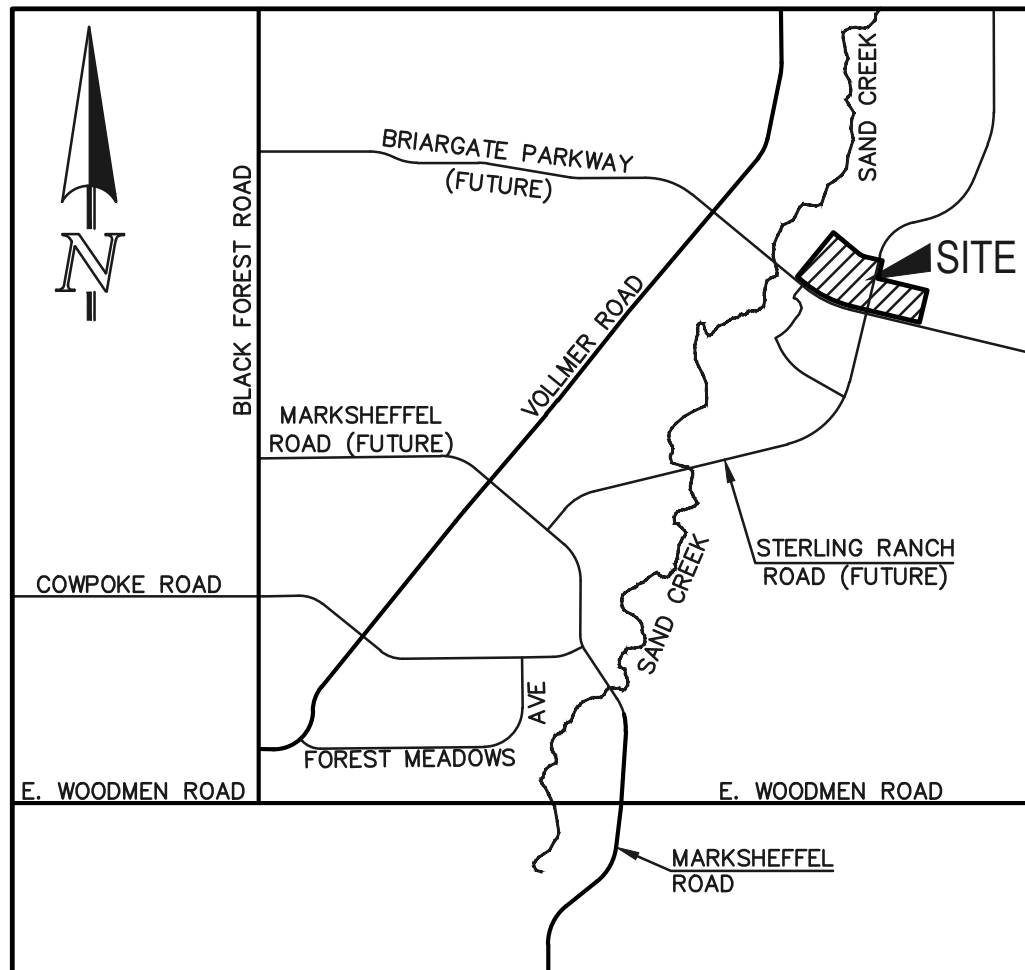 SAND CREEK
BRIARGATE PARKWAY
(FUTURE)
N
BLACK FOREST ROAD
SITE
VOLLMER ROAD
MARKSHEFFEL
ROAD (FUTURE)
STERLING RANCH
ROAD (FUTURE)
COWPOKE ROAD
SAND CREEK
AVE
FOREST MEADOWS
E. WOODMEN ROAD
E. WOODMEN ROAD
MARKSHEFFEL
ROAD